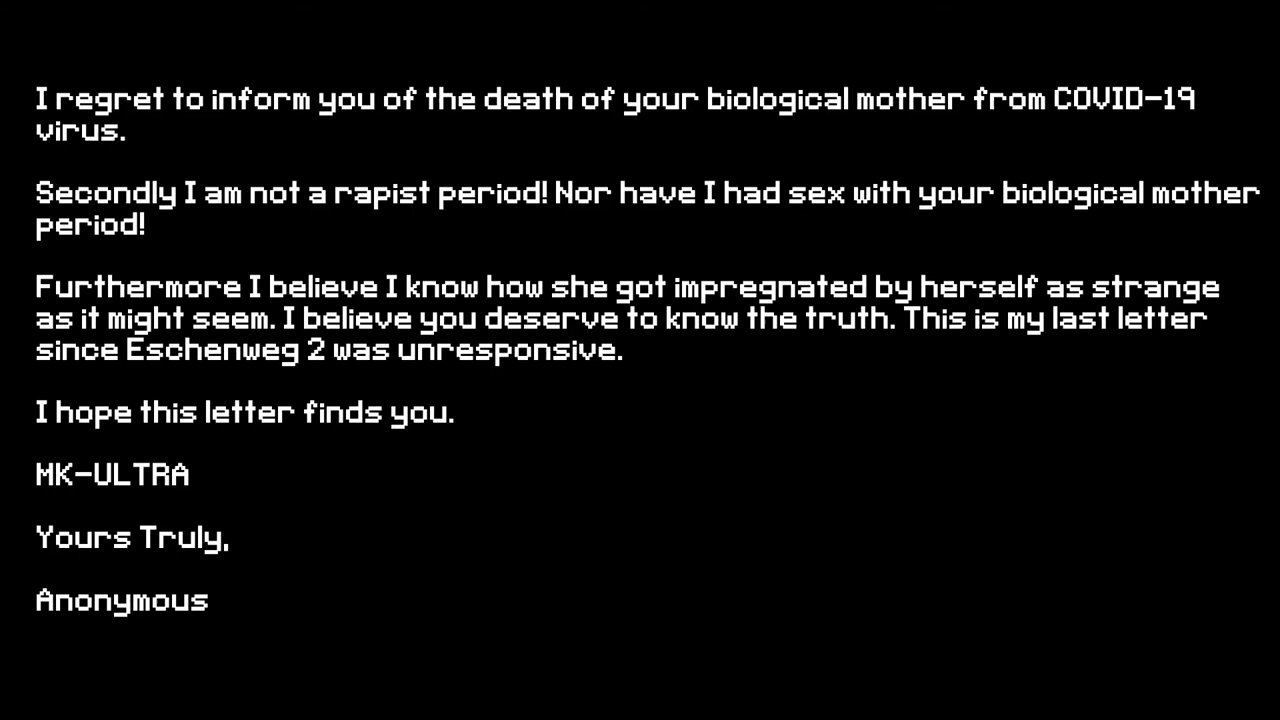 I regret to inform you of the death of your biological mother from COVID-19
virus.
Secondly I am not a rapist period! Nor have I had sex with your biological mother
period!
Furthermore I believe I know how she got impregnated by herself as strange
as it might seem. I believe you deserve to know the truth. This is my last letter
since Eschenweg 2 was unresponsive.
I hope this letter finds you.
MK-ULTRA
Yours Truly,
Anonymous